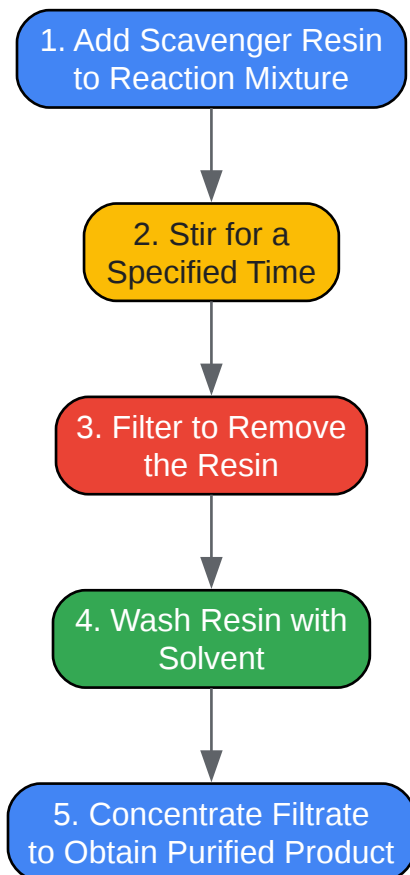 1. Add Scavenger Resin
to Reaction Mixture
2. Stir for a
Specified Time
3. Filter to Remove
the Resin
4. Wash Resin with
Solvent
5. Concentrate Filtrate
to Obtain Purified Product